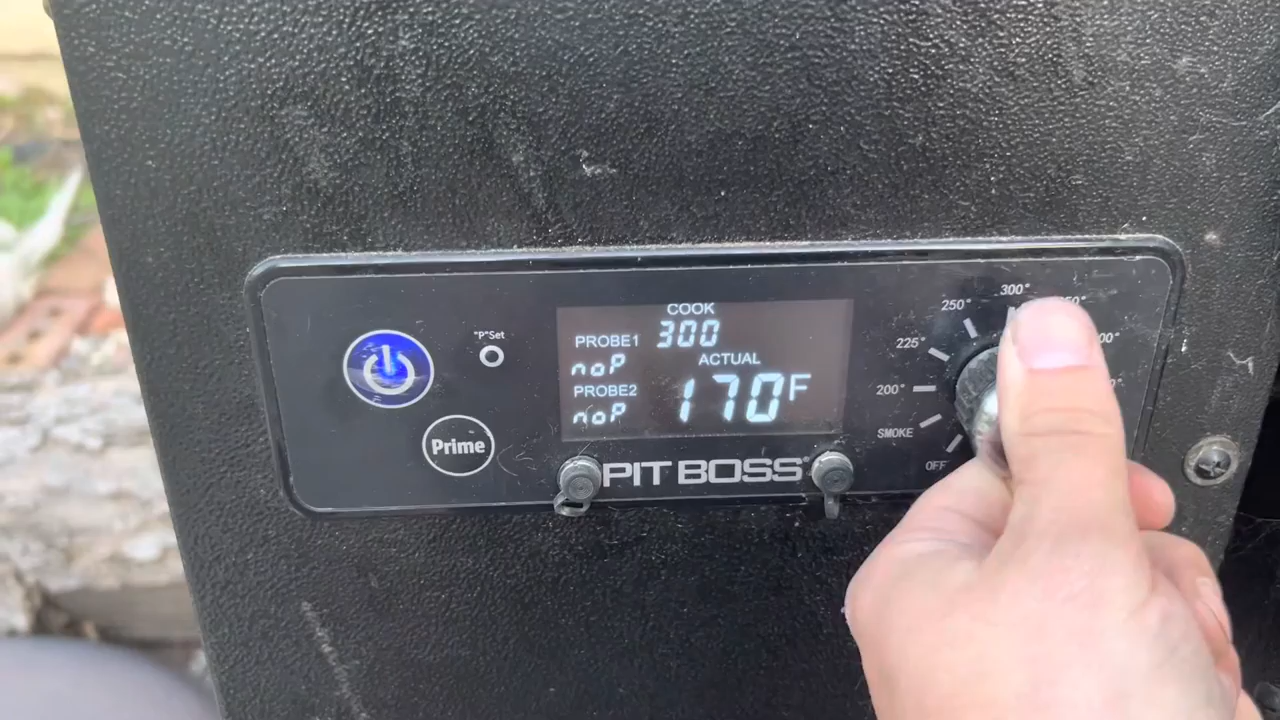 "P"Set
Prime
COOK
300
PROBE1
noP
ACTUAL
170F
PROBE2
noP
PIT BOSS
OFF
SMOKE
200°
225°
250°
300°